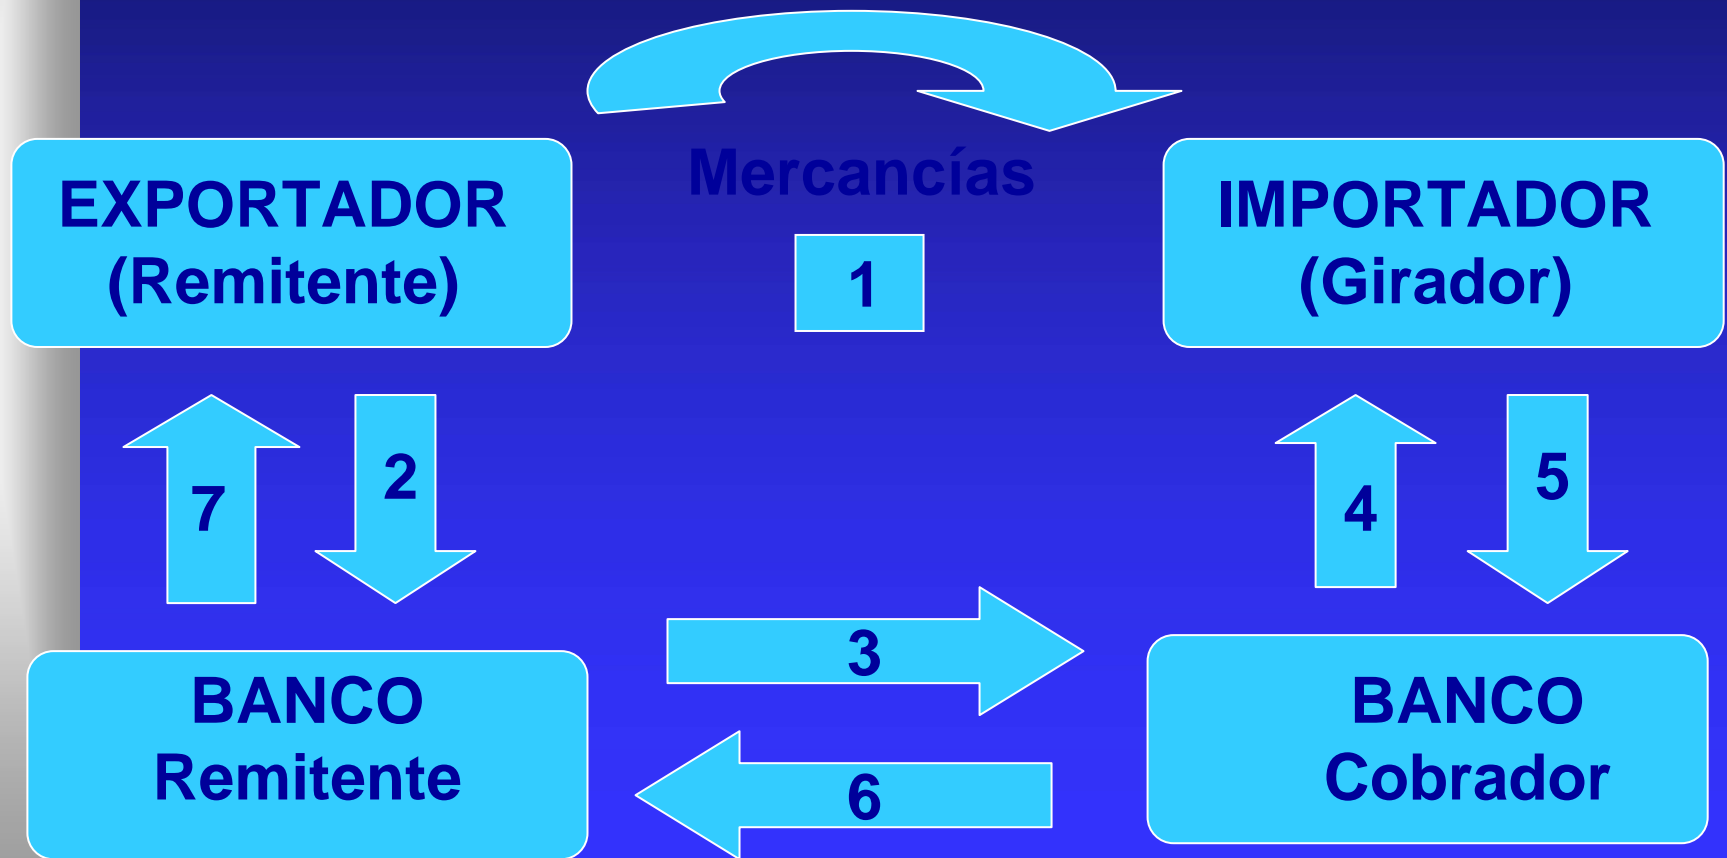 Mercancías
EXPORTADOR
(Remitente)
1
IMPORTADOR
(Girador)
7
2
4
5
3
6
BANCO
Remitente
BANCO
Cobrador